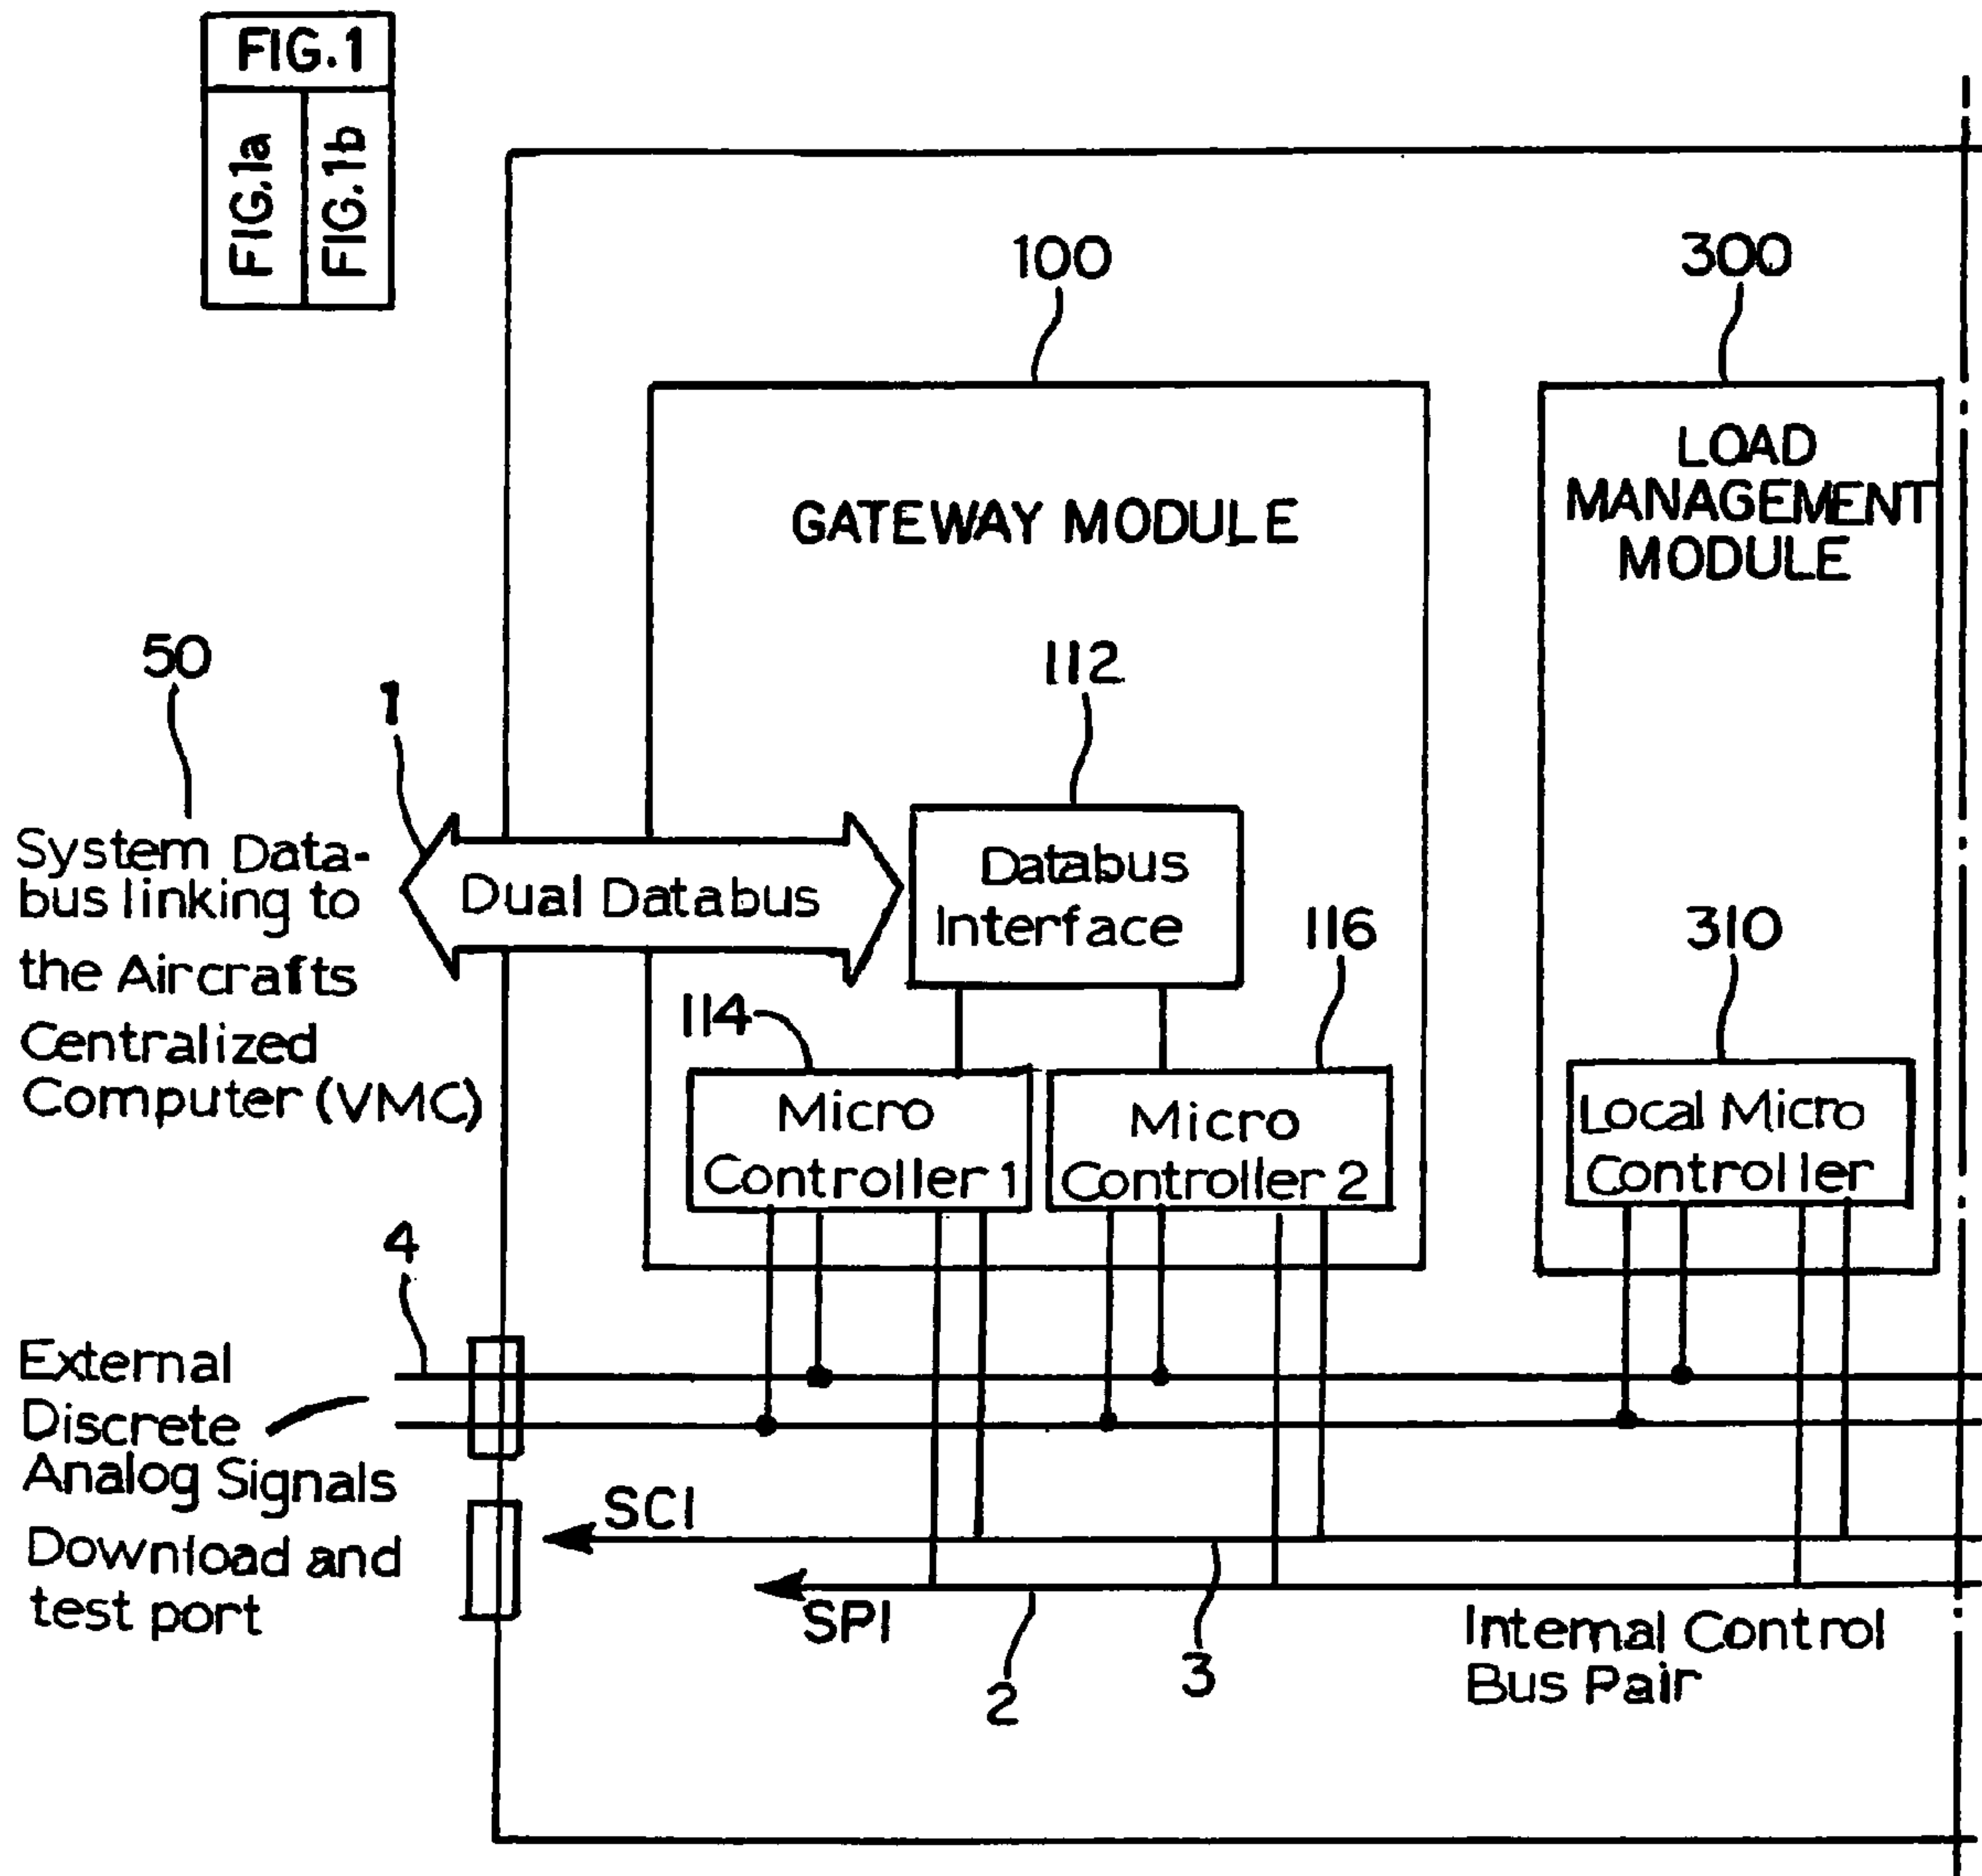 FIG.1
FIG.1a
FIG.1b
100
300
GATEWAY MODULE
LOAD
MANAGEMENT
MODULE
50
1
112
System Data-
bus linking to
the Aircrafts
Centralized
Computer (VMC)
Dual Databus
Databus
Interface
116
310
114
Micro
Controller 1
Micro
Controller 2
Local Micro
Controller
4
External
Discrete
Analog Signals
Download and
test port
SCI
SPI
2
3
Internal Control
Bus Pair